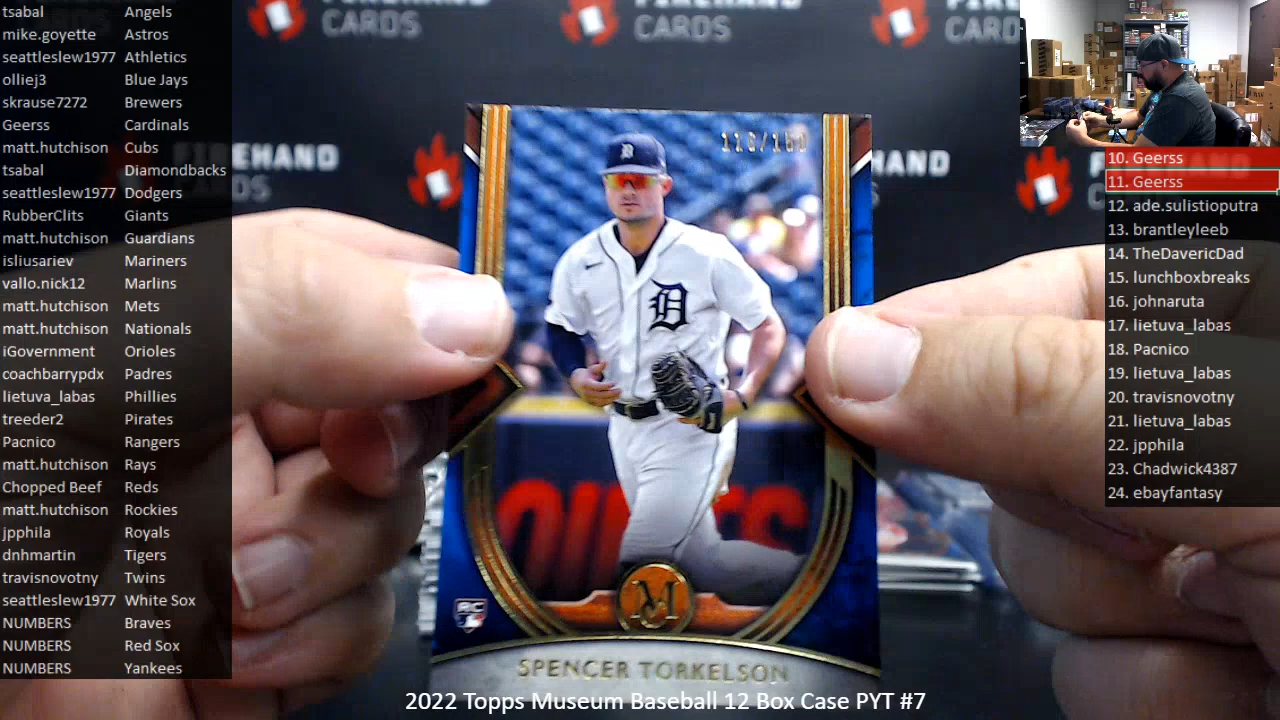 tsabal Angels
mike.goyette Astros
seattleslew1977 Athletics
olliej3 Blue Jays
skrause7272 Brewers
Geerss Cardinals
matt.hutchison Cubs
tsabal Diamondbacks
seattleslew1977 Dodgers
RubberClits Giants
matt.hutchison Guardians
isliusariev Mariners
vallo.nick12 Marlins
matt.hutchison Mets
matt.hutchison Nationals
iGovernment Orioles
coachbarrypdx Padres
lietuva_labas Phillies
treeder2 Pirates
Pacnico Rangers
matt.hutchison Rays
Chopped Beef Reds
matt.hutchison Rockies
jpphila Royals
dnhmartin Tigers
travisnovotny Twins
seattleslew1977 White Sox
NUMBERS Braves
NUMBERS Red Sox
NUMBERS Yankees
CARDS
CARDS
FIREHAND
CARDS
D
D
M
RC
SPENCER TORKELSON
10. Geerss
11. Geerss
12. ade.sulistioputra
13. brantleyleeb
14. TheDavericDad
15. lunchboxbreaks
16. johnaruta
17. lietuva_labas
18. Pacnico
19. lietuva_labas
20. travisnovotny
21. lietuva_labas
22. jpphila
23. Chadwick4387
24. ebayfantasy
2022 Topps Museum Baseball 12 Box Case PYT #7